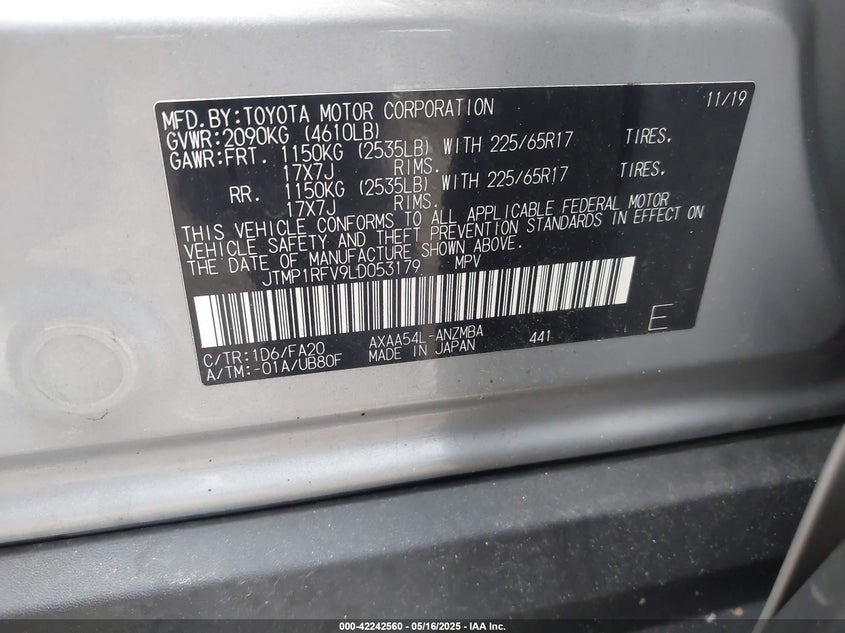 MFD.BY:TOYOTA MOTOR CORPORATION 11/19
GVWR:2090KG (4610LB)
GAWR:FRT. 1150KG (2535LB) WITH 225/65R17 TIRES.
17X7J RIMS.
RR. 1150KG (2535LB) WITH 225/65R17 TIRES.
17X7J RIMS.
THIS VEHICLE CONFORMS TO ALL APPLICABLE FEDERAL MOTOR
VEHICLE SAFETY AND THEFT PREVENTION STANDARDS IN EFFECT ON
THE DATE OF MANUFACTURE SHOWN ABOVE.
JTMP1RFV9LD053179 MPV
E
C/TR:1D6/FA20 AXAA54L-ANZMBA 441
A/TM:-01A/UB80F MADE IN JAPAN
000-42242560 - 05/16/2025 - IAA Inc.